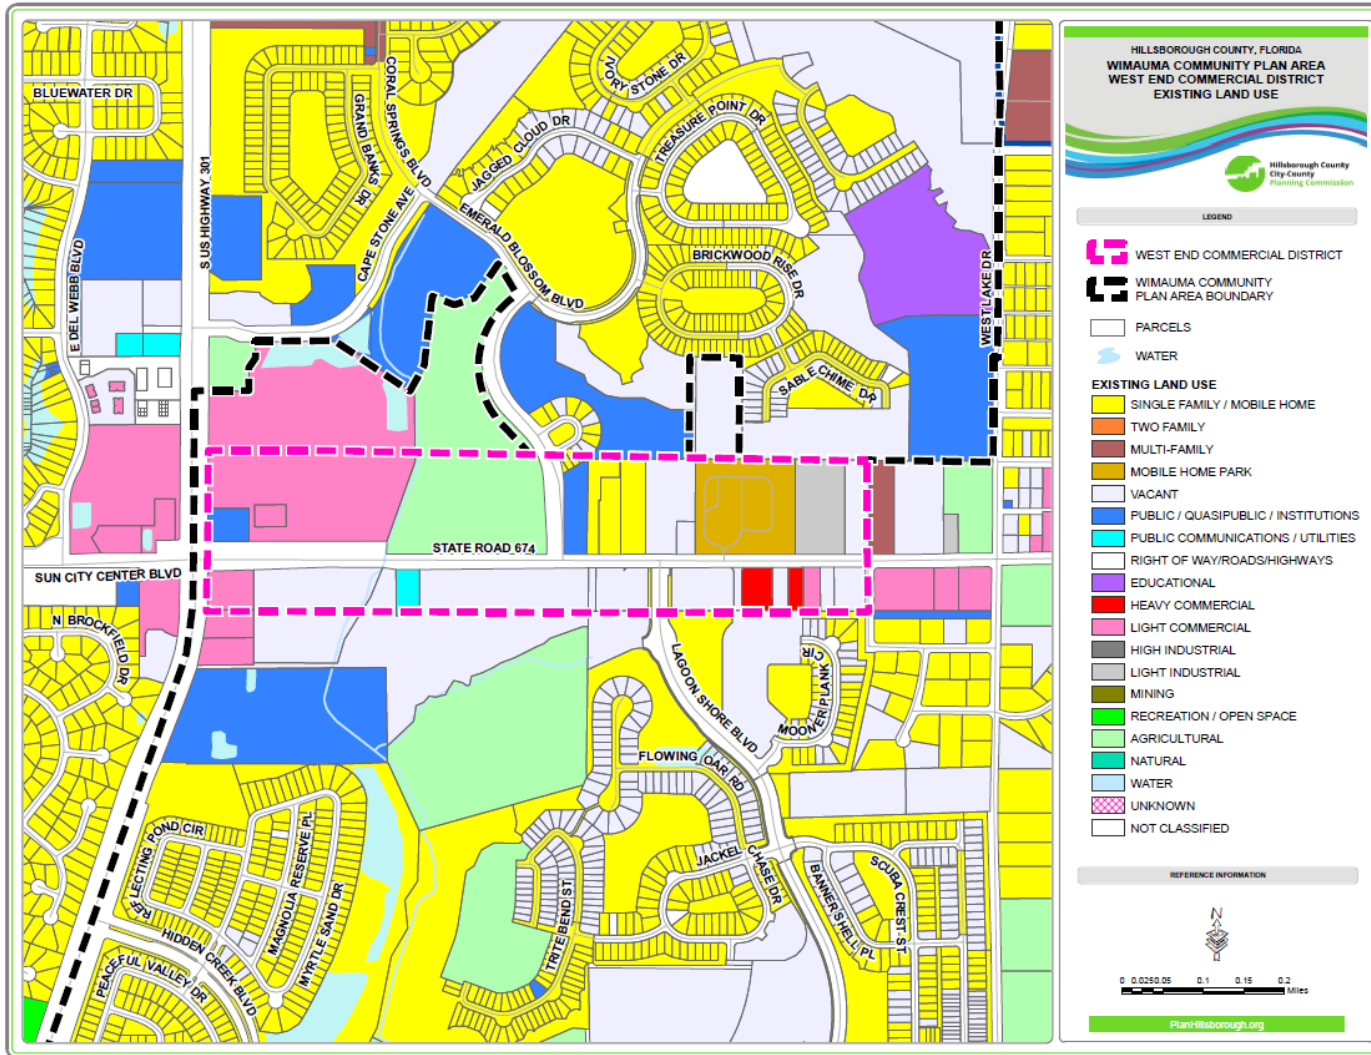 HILLSBOROUGH COUNTY, FLORIDA
WIMAUMA COMMUNITY PLAN AREA
WEST END COMMERCIAL DISTRICT
EXISTING LAND USE
Hillsborough County
City-County
Planning Commission
LEGEND
WEST END COMMERCIAL DISTRICT
WIMAUMA COMMUNITY
PLAN AREA BOUNDARY
PARCELS
WATER
EXISTING LAND USE
SINGLE FAMILY / MOBILE HOME
TWO FAMILY
MULTI-FAMILY
MOBILE HOME PARK
VACANT
PUBLIC / QUASIPUBLIC / INSTITUTIONS
PUBLIC COMMUNICATIONS / UTILITIES
RIGHT OF WAY/ROADS/HIGHWAYS
EDUCATIONAL
HEAVY COMMERCIAL
LIGHT COMMERCIAL
HIGH INDUSTRIAL
LIGHT INDUSTRIAL
MINING
RECREATION / OPEN SPACE
AGRICULTURAL
NATURAL
WATER
UNKNOWN
NOT CLASSIFIED
REFERENCE INFORMATION
N
0 0.0250.05 0.1 0.15 0.2
Miles
PlanHillsborough.org
BLUEWATER DR
E DEL WEBB BLVD
S US HIGHWAY 301
GRAND BANKS DR
CORAL SPRINGS BLVD
CAPE STONE AVE
JAGGED CLOUD DR
IVORY STONE DR
TREASURE POINT DR
EMERALD BLOSSOM BLVD
BRICKWOOD RISE DR
SABLE CHIME DR
WEST LAKE DR
STATE ROAD 674
SUN CITY CENTER BLVD
N BROCKFIELD DR
LAGOON SHORE BLVD
MOON PLANK CIR
FLOWING OAR RD
REFLECTING POND CIR
MAGNOLIA RESERVE PL
MYRTLE SAND DR
HIDDEN CREEK BLVD
PEACEFUL VALLEY DR
TRITE BEND ST
JACKEL CHASE DR
BANNER SHELL PL
SCUBA CREST ST